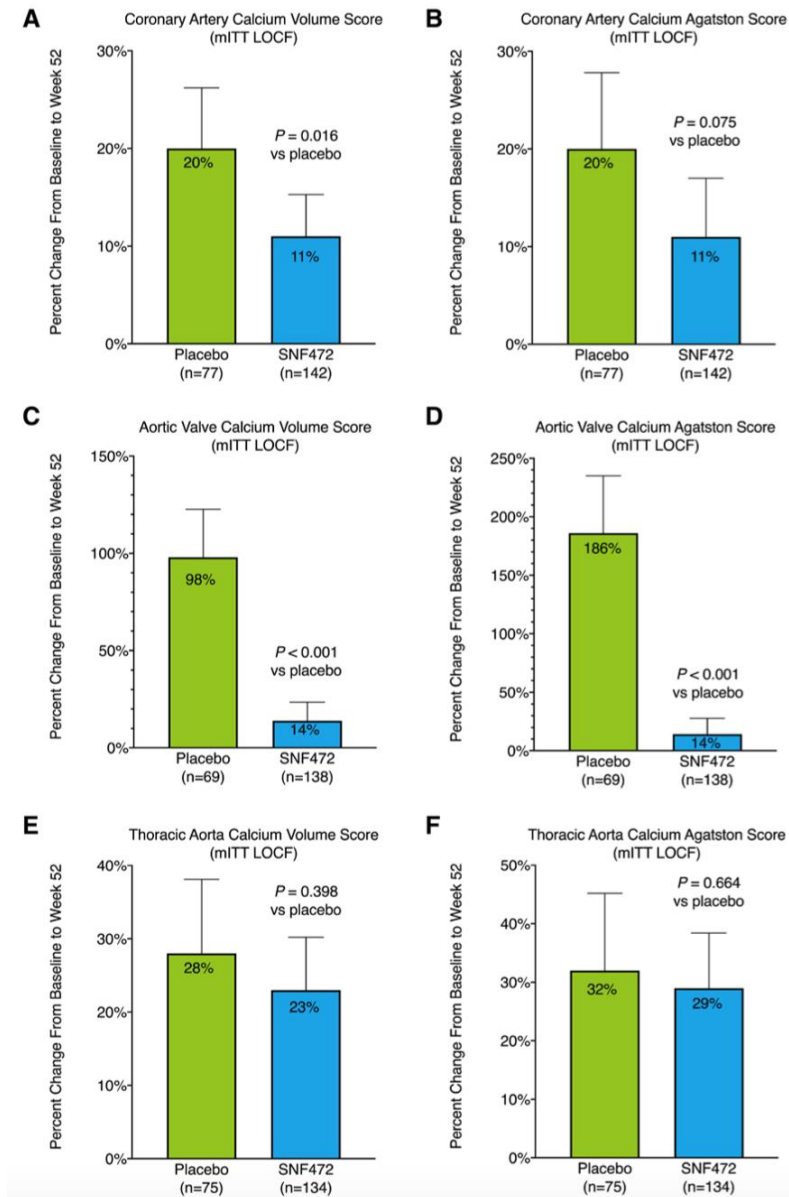 A
Coronary Artery Calcium Volume Score
(mITT LOCF)
Percent Change From Baseline to Week 52
30%
20%
10%
0%
20%
P = 0.016
vs placebo
11%
Placebo
(n=77)
SNF472
(n=142)
B
Coronary Artery Calcium Agatston Score
(mITT LOCF)
Percent Change From Baseline to Week 52
30%
20%
10%
0%
20%
P = 0.075
vs placebo
11%
Placebo
(n=77)
SNF472
(n=142)
C
Aortic Valve Calcium Volume Score
(mITT LOCF)
Percent Change From Baseline to Week 52
150%
100%
50%
0%
98%
P < 0.001
vs placebo
14%
Placebo
(n=69)
SNF472
(n=138)
D
Aortic Valve Calcium Agatston Score
(mITT LOCF)
Percent Change From Baseline to Week 52
250%
200%
150%
100%
50%
0%
186%
P < 0.001
vs placebo
14%
Placebo
(n=69)
SNF472
(n=138)
E
Thoracic Aorta Calcium Volume Score
(mITT LOCF)
Percent Change From Baseline to Week 52
40%
30%
20%
10%
0%
28%
P = 0.398
vs placebo
23%
Placebo
(n=75)
SNF472
(n=134)
F
Thoracic Aorta Calcium Agatston Score
(mITT LOCF)
Percent Change From Baseline to Week 52
50%
40%
30%
20%
10%
0%
32%
P = 0.664
vs placebo
29%
Placebo
(n=75)
SNF472
(n=134)